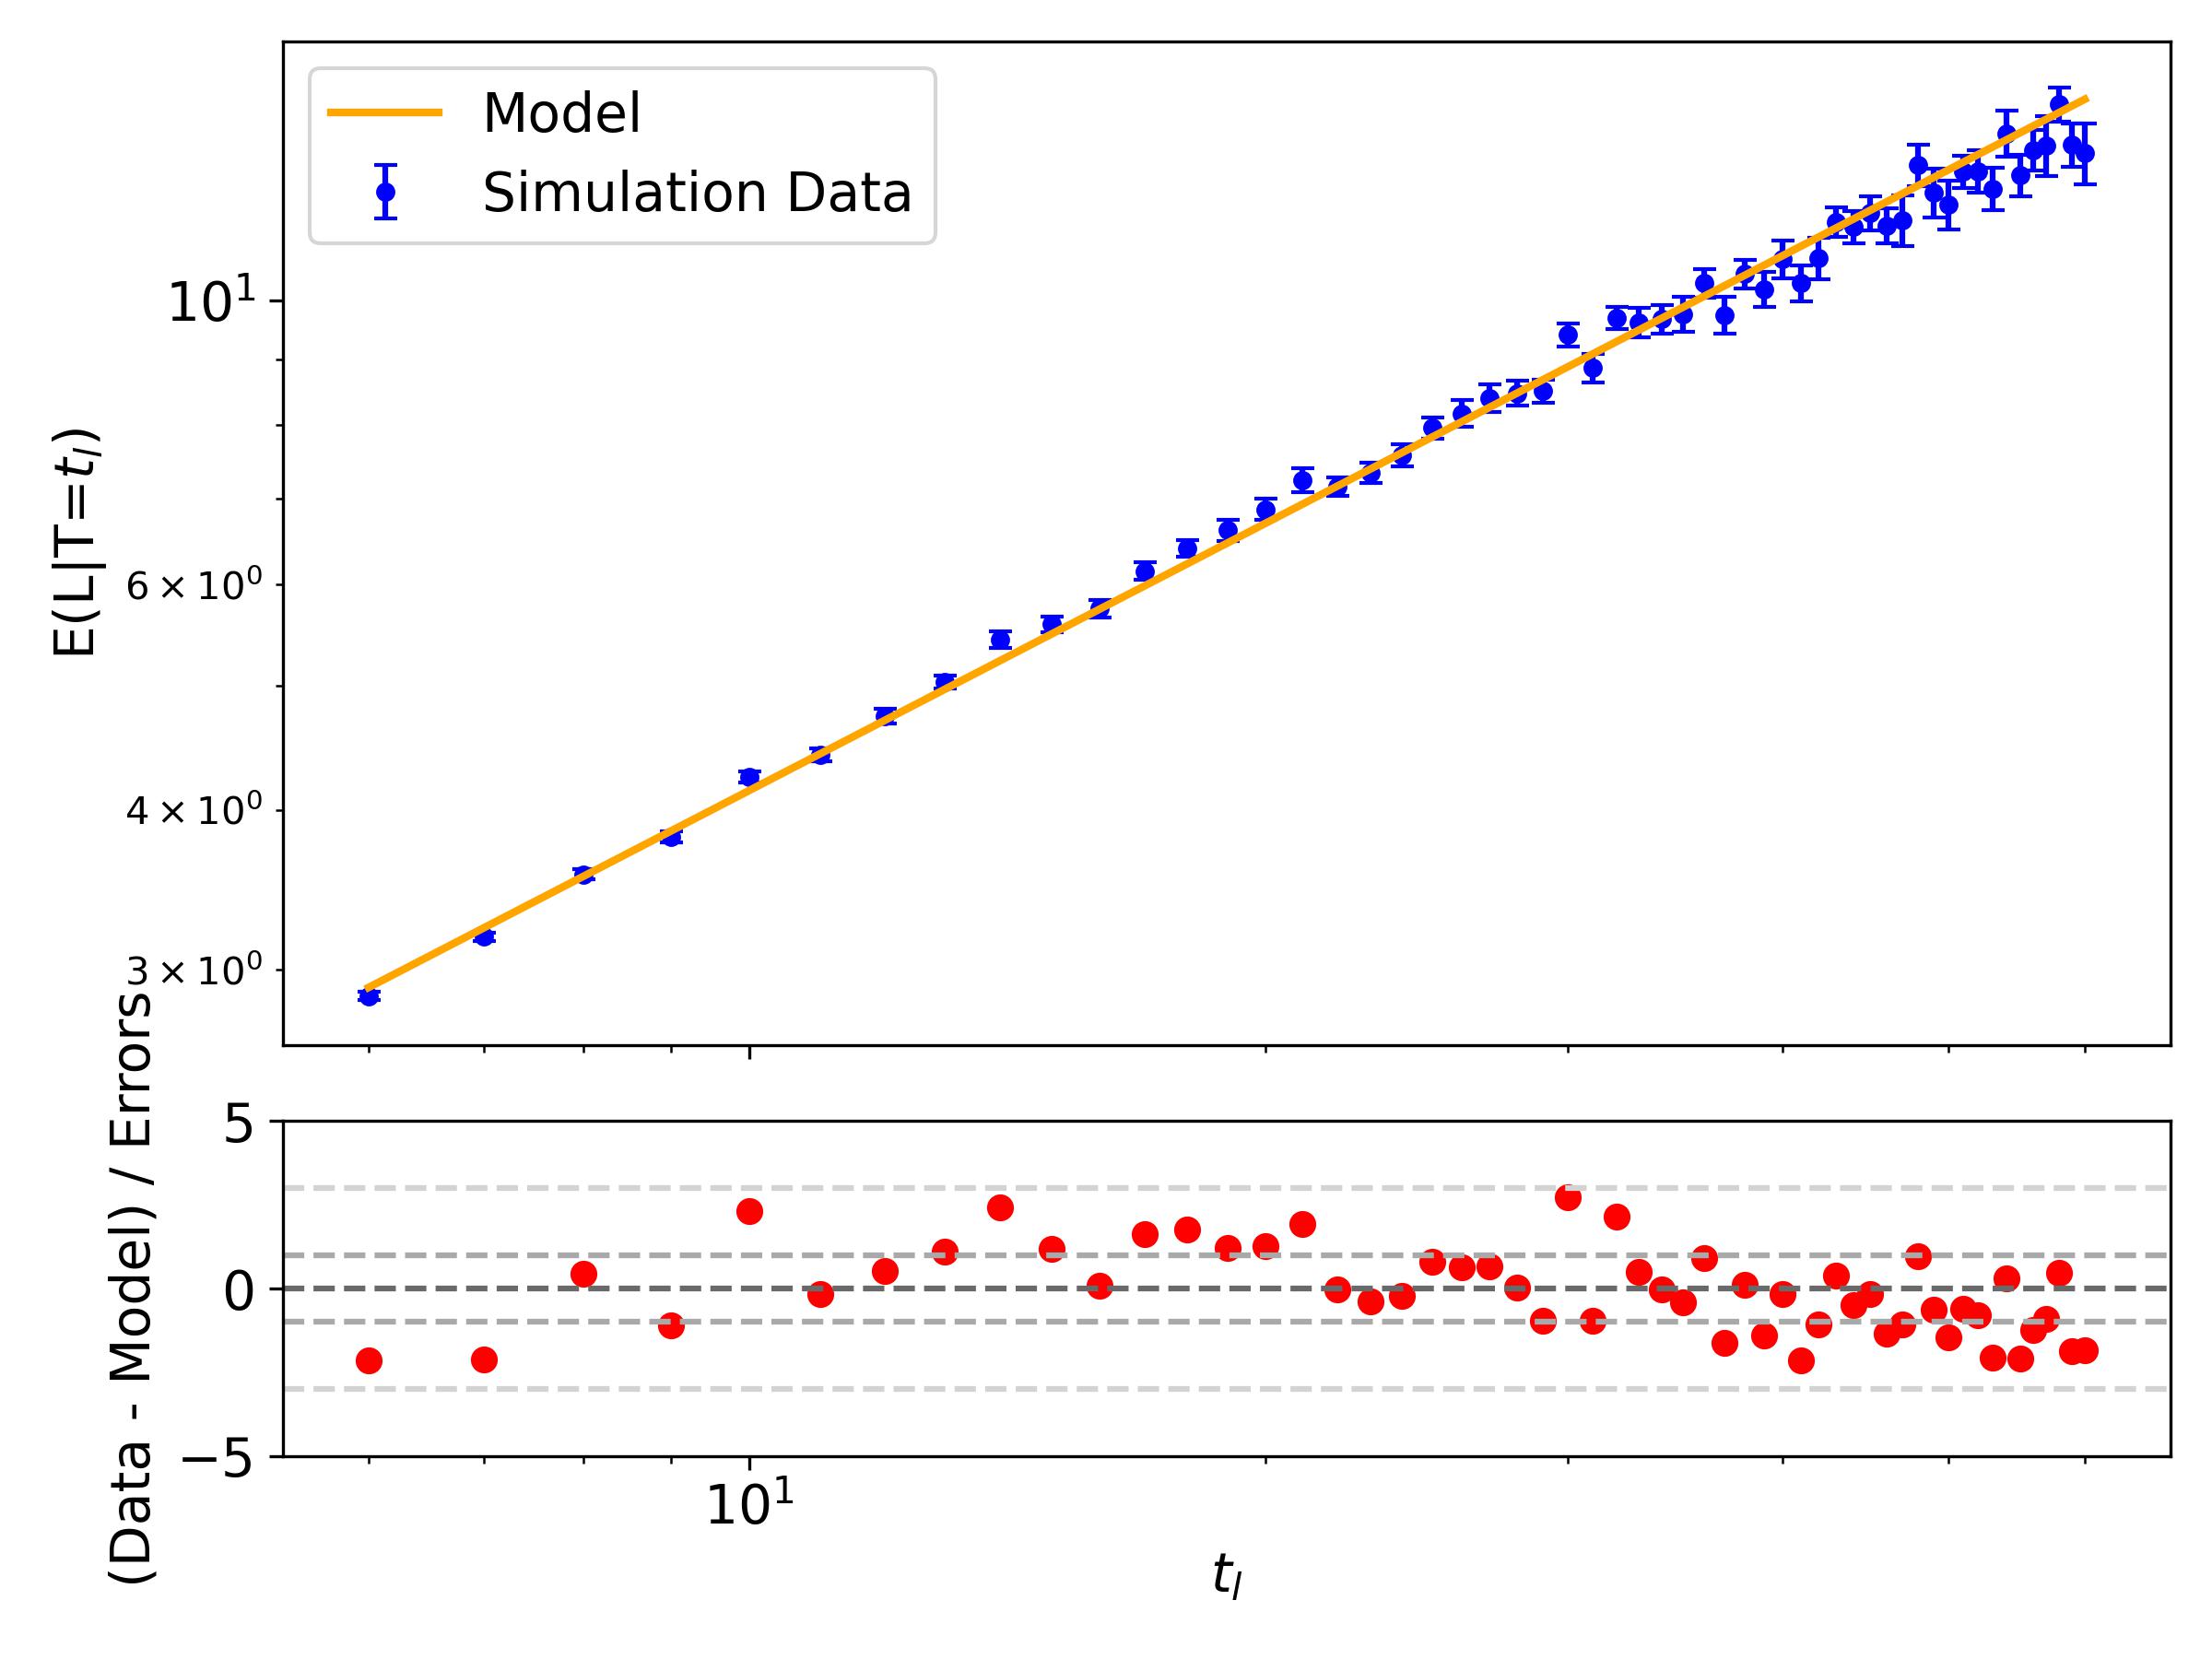 Model
Simulation Data
E(L|T=t_l)
10^1
6 × 10^0
4 × 10^0
3 × 10^0
(Data - Model) / Errors
5
0
−5
10^1
t_l